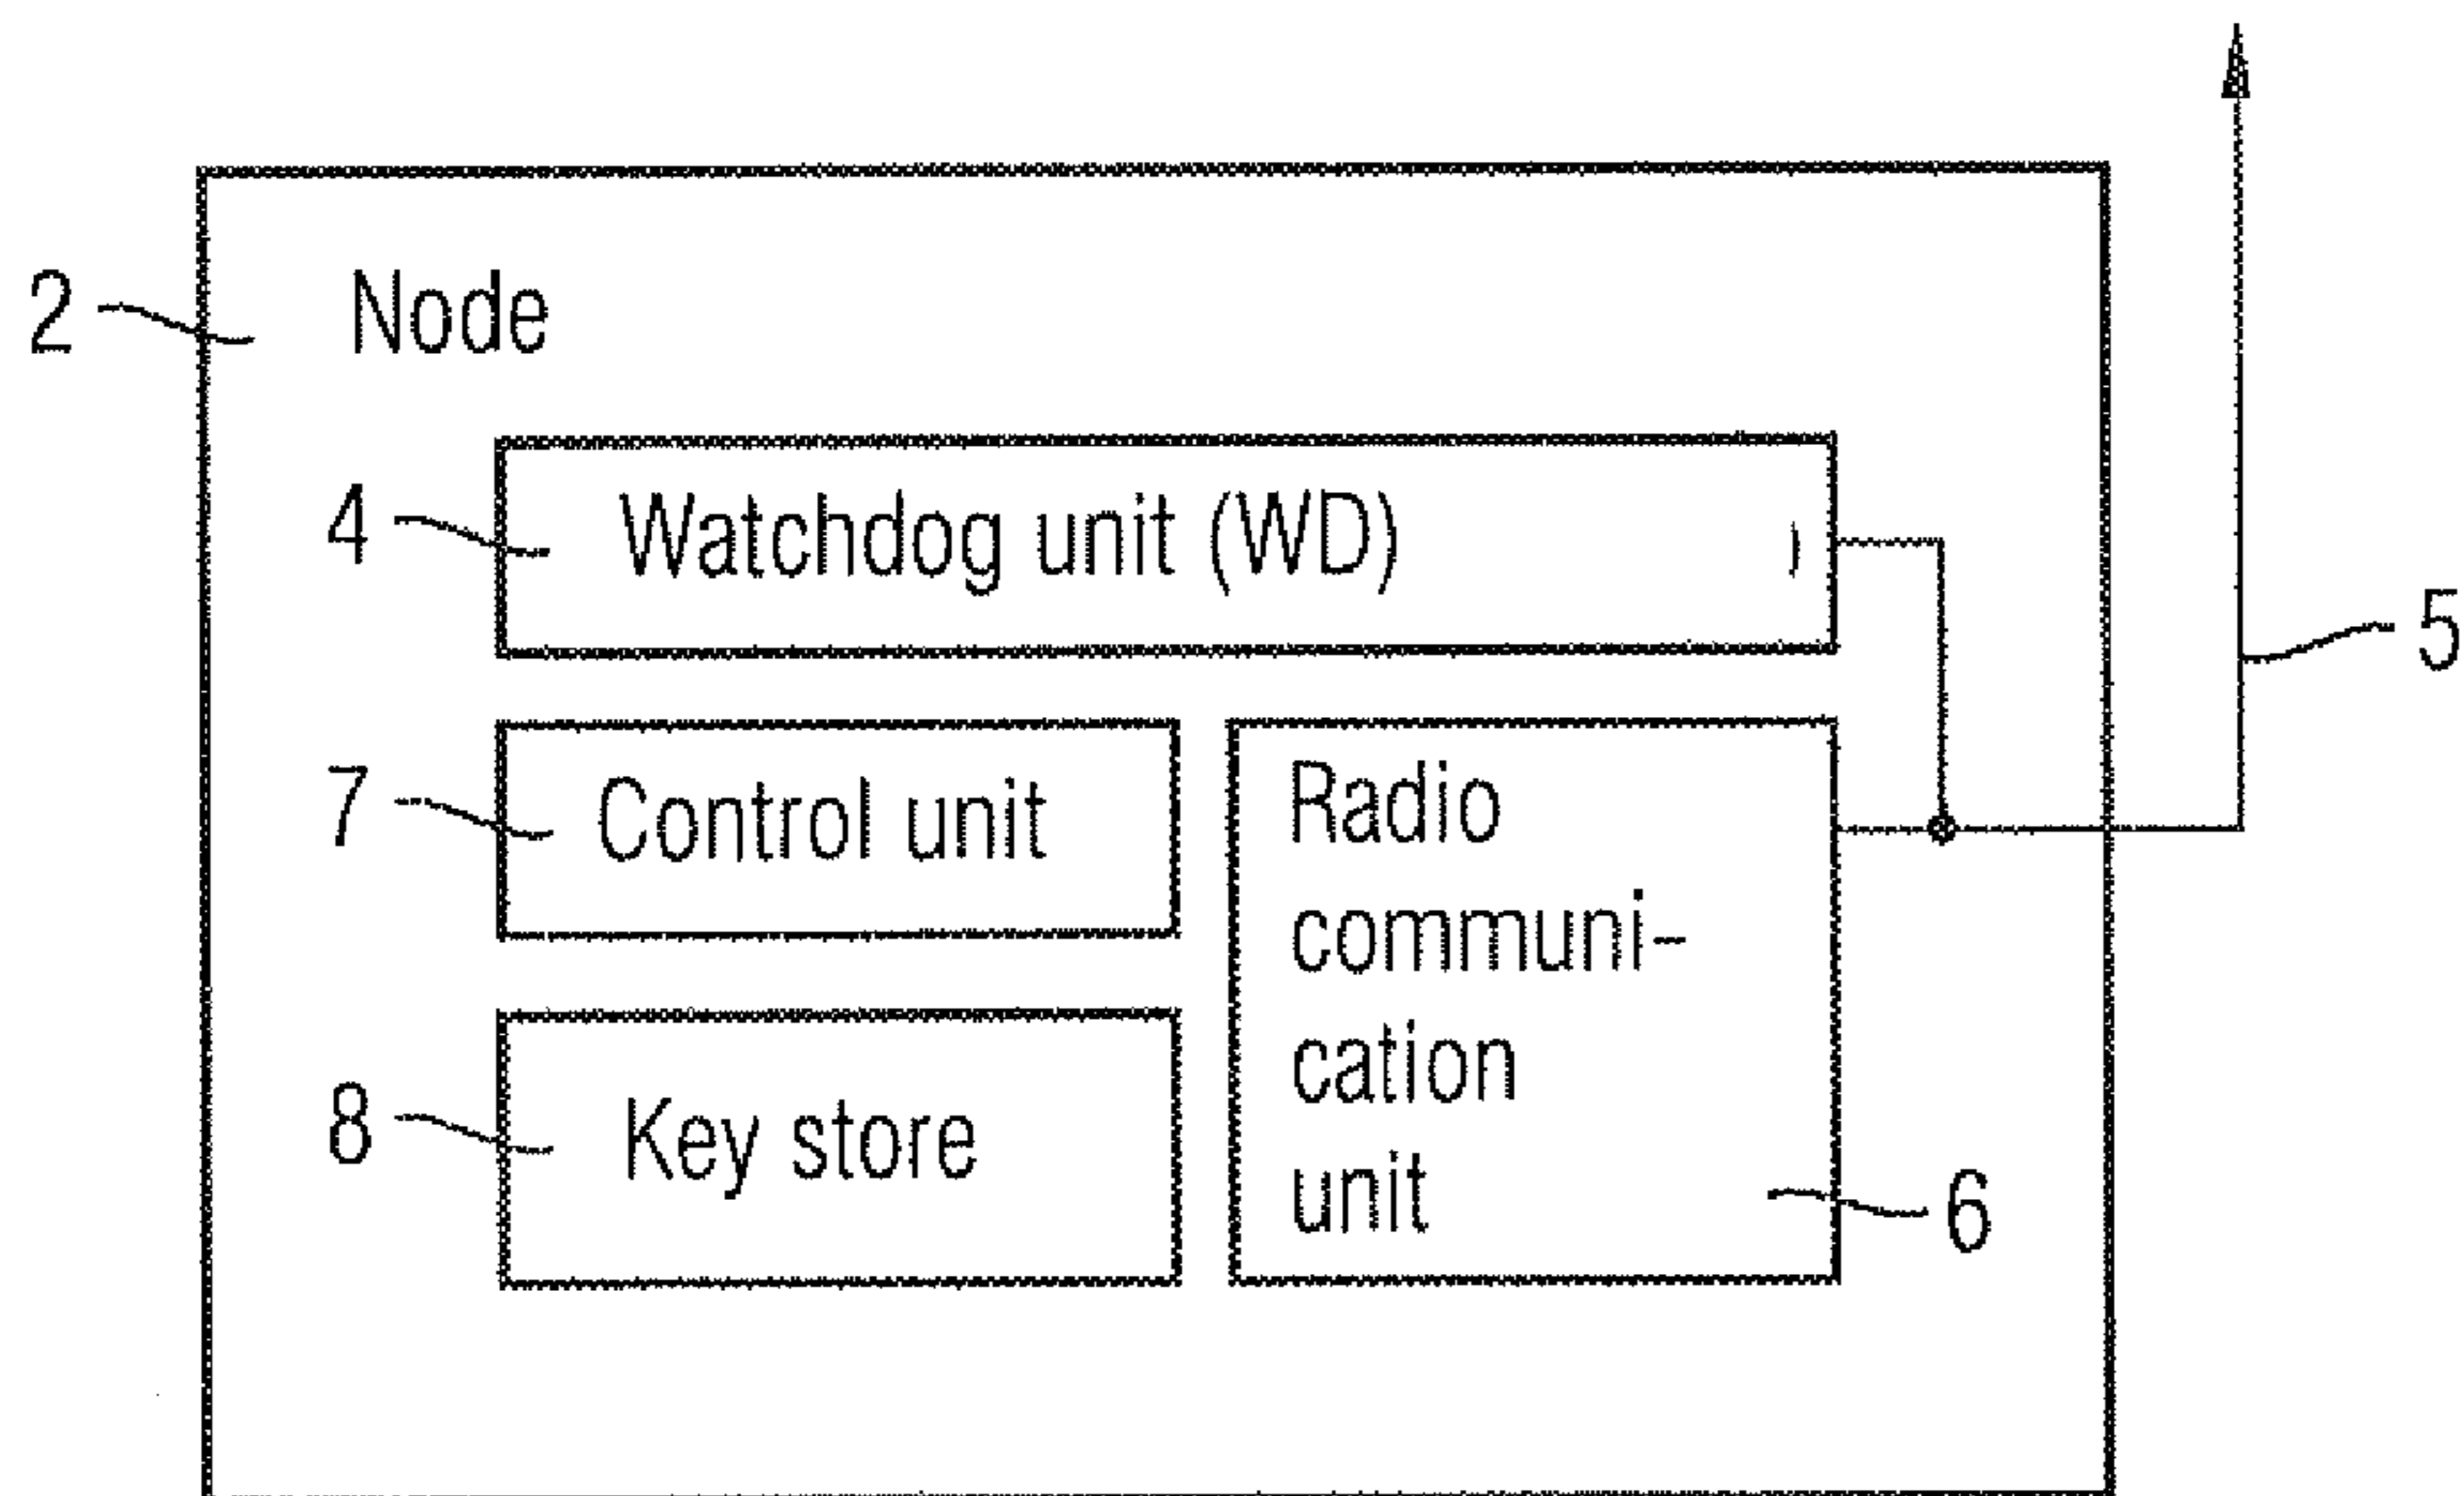 2 Node
4 Watchdog unit (WD) )
5
7 Control unit
Radio
communi-
cation
unit
8 Key store
6